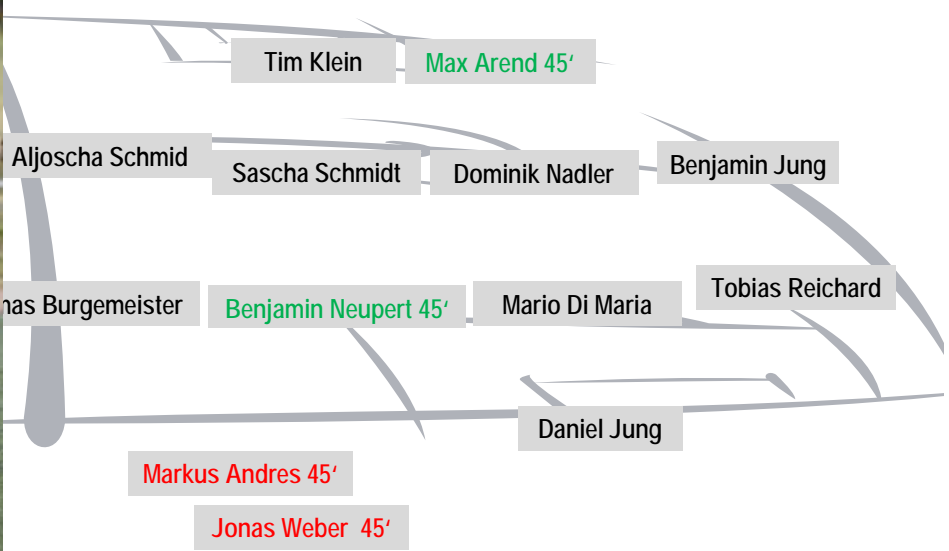 Tim Klein Max Arend 45‘
Aljoscha Schmid Sascha Schmidt Dominik Nadler Benjamin Jung
Burgemeister Benjamin Neupert 45‘ Mario Di Maria Tobias Reichard
Daniel Jung
Markus Andres 45‘
Jonas Weber 45‘